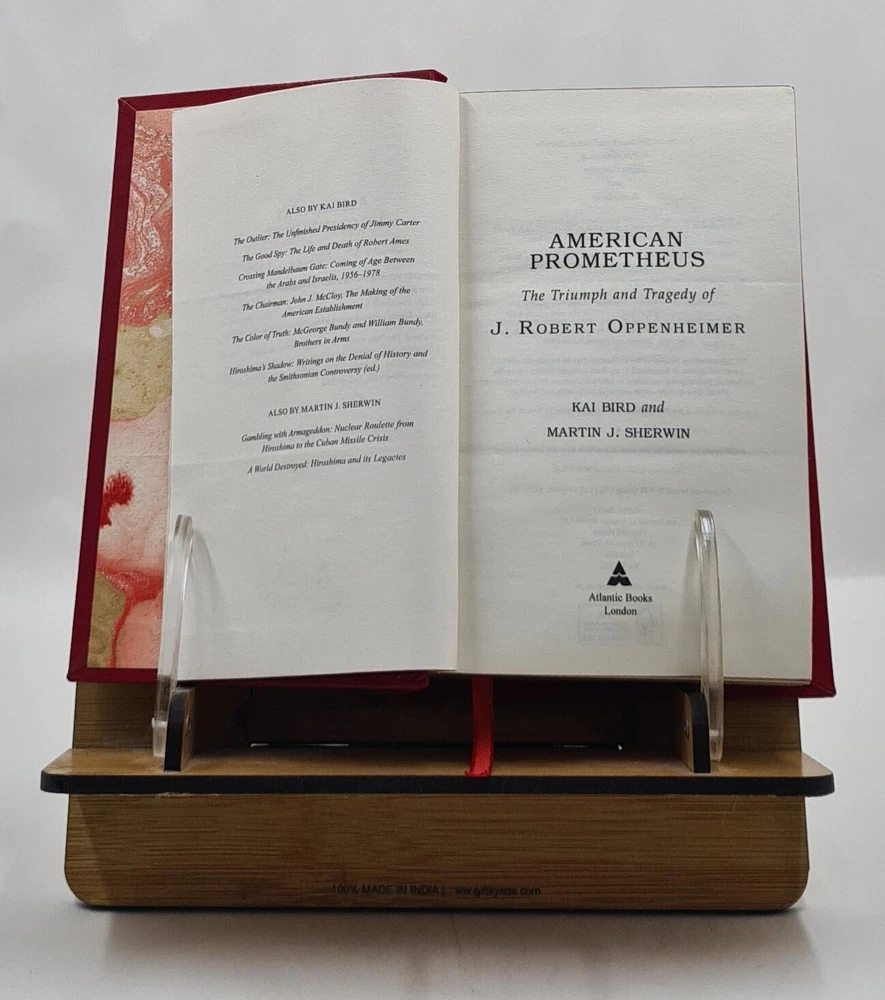 ALSO BY KAI BIRD
The Outlier: The Unfinished Presidency of Jimmy Carter
The Good Spy: The Life and Death of Robert Ames
Crossing Mandelbaum Gate: Coming of Age Between
the Arabs and Israelis, 1956–1978
The Chairman: John J. McCloy, The Making of the
American Establishment
The Color of Truth: McGeorge Bundy and William Bundy,
Brothers in Arms
Hiroshima's Shadow: Writings on the Denial of History and
the Smithsonian Controversy (ed.)
ALSO BY MARTIN J. SHERWIN
Gambling with Armageddon: Nuclear Roulette from
Hiroshima to the Cuban Missile Crisis
A World Destroyed: Hiroshima and its Legacies
AMERICAN
PROMETHEUS
The Triumph and Tragedy of
J. ROBERT OPPENHEIMER
KAI BIRD and
MARTIN J. SHERWIN
Atlantic Books
London
100% MADE IN INDIA |